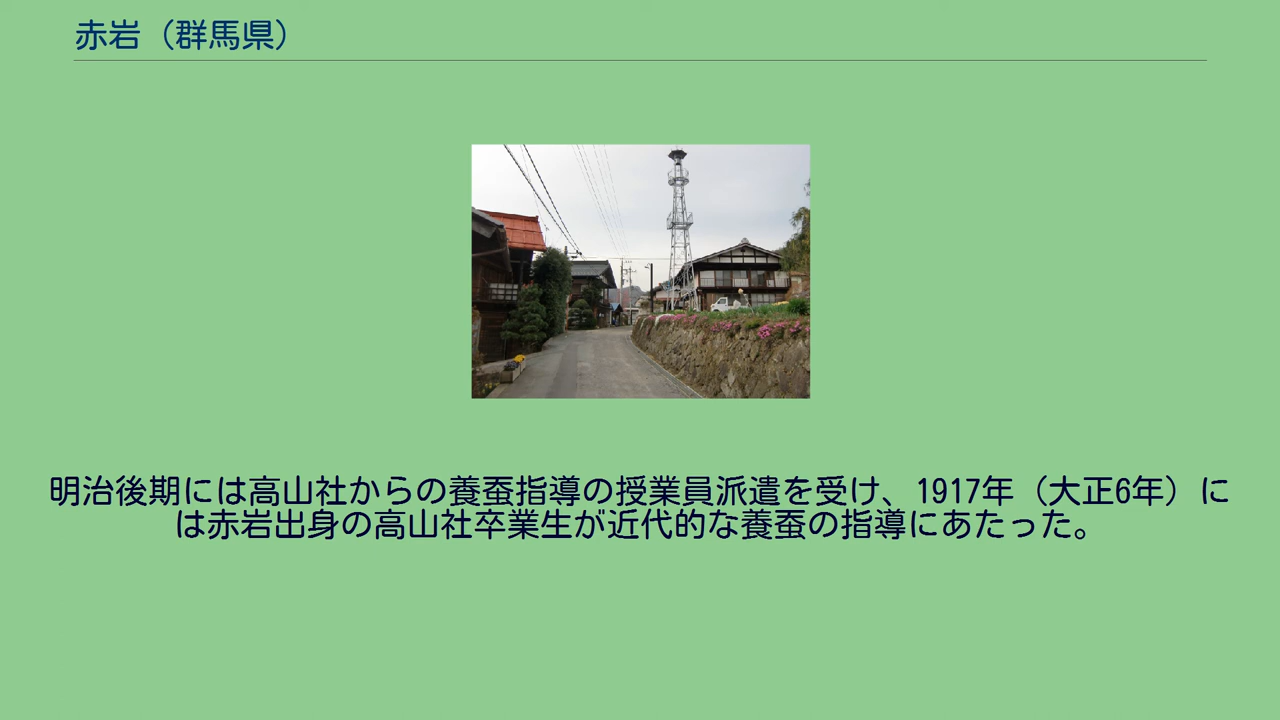 赤岩（群馬県）
明治後期には高山社からの養蚕指導の授業員派遣を受け、1917年（大正6年）に
は赤岩出身の高山社卒業生が近代的な養蚕の指導にあたった。